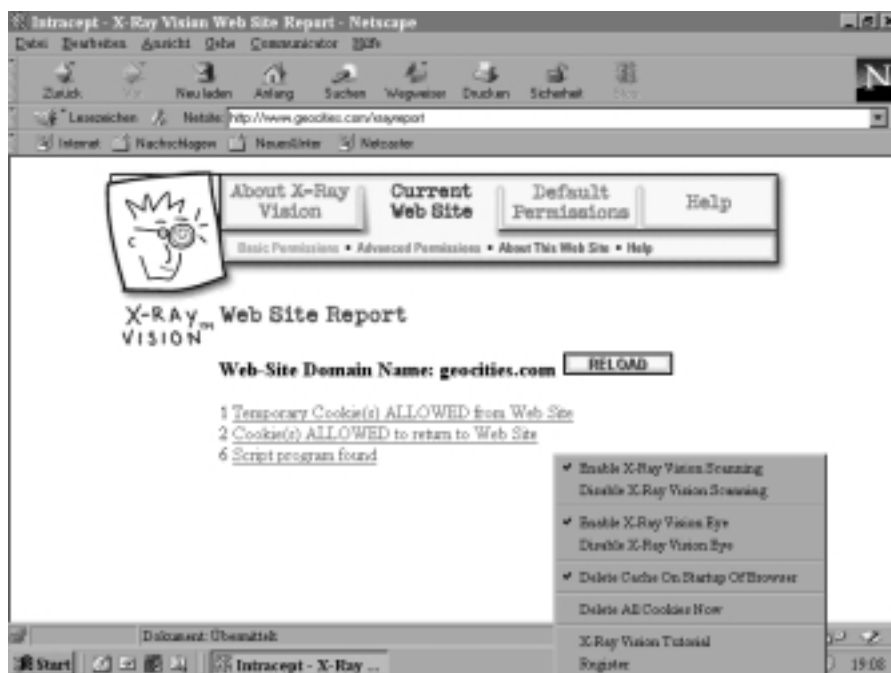 Intracept - X-Ray Vision Web Site Report - Netscape
Datei Bearbeiten Ansicht Gehe Communicator Hilfe
Zurück Vor Neu laden Anfang Suchen Wegweiser Drucken Sicherheit Stop
N
Lesezeichen Netsite: http://www.geocities.com/xrayreport
Internet Nachschlagen Neues&Infos Netcaster
About X-Ray Vision
Current Web Site
Default Permissions
Help
Basic Permissions • Advanced Permissions • About This Web Site • Help
X-RAY VISION TM
Web Site Report
Web-Site Domain Name: geocities.com RELOAD
1 Temporary Cookie(s) ALLOWED from Web Site
2 Cookie(s) ALLOWED to return to Web Site
6 Script program found
Enable X-Ray Vision Scanning
Disable X-Ray Vision Scanning
Enable X-Ray Vision Eye
Disable X-Ray Vision Eye
Delete Cache On Startup Of Browser
Delete All Cookies Now
X-Ray Vision Tutorial
Register
Dokument: Übermittelt
Start Intracept - X-Ray ... 19:08